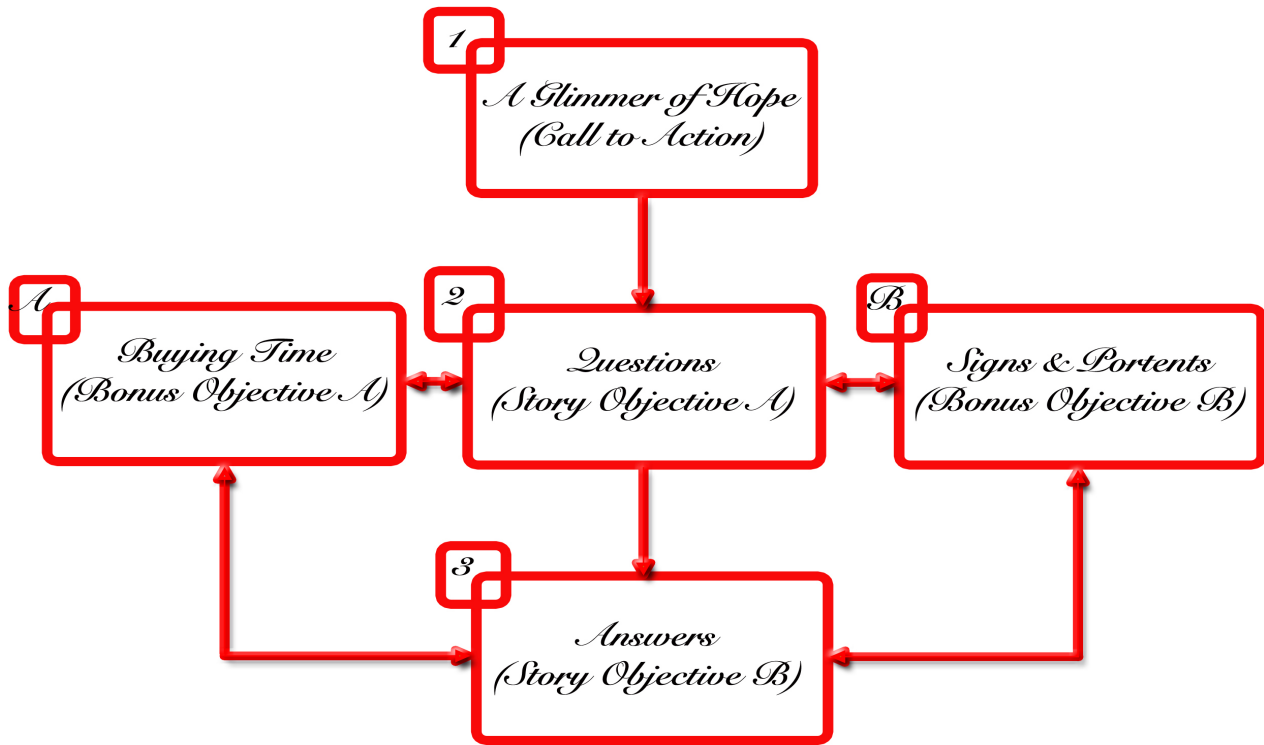 1
A Glimmer of Hope
(Call to Action)
A
Buying Time
(Bonus Objective A)
2
Questions
(Story Objective A)
B
Signs & Portents
(Bonus Objective B)
3
Answers
(Story Objective B)